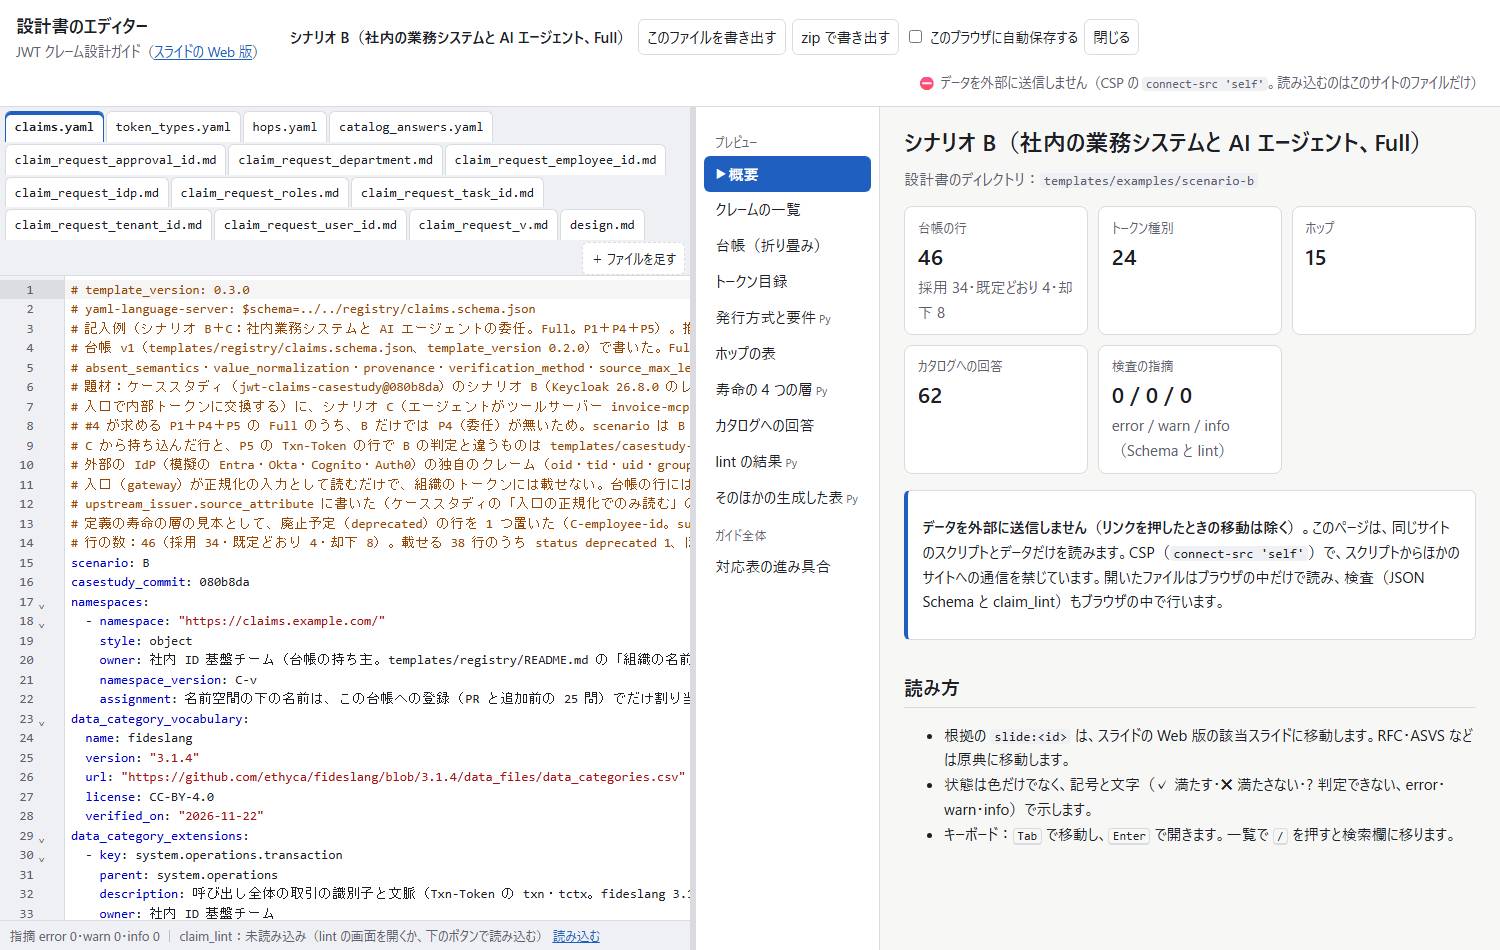 設計書のエディター
JWT クレーム設計ガイド（スライドの Web 版）
シナリオ B（社内の業務システムと AI エージェント、Full） このファイルを書き出す zip で書き出す このブラウザに自動保存する 閉じる
⛔ データを外部に送信しません（CSP の connect-src 'self'。読み込むのはこのサイトのファイルだけ）
claims.yaml token_types.yaml hops.yaml catalog_answers.yaml
claim_request_approval_id.md claim_request_department.md claim_request_employee_id.md
claim_request_idp.md claim_request_roles.md claim_request_task_id.md
claim_request_tenant_id.md claim_request_user_id.md claim_request_v.md design.md
＋ ファイルを足す
1 # template_version: 0.3.0
2 # yaml-language-server: $schema=../../registry/claims.schema.json
3 # 記入例（シナリオ B＋C：社内業務システムと AI エージェントの委任。Full。P1＋P4＋P5）。推
4 # 台帳 v1（templates/registry/claims.schema.json、template_version 0.2.0）で書いた。Ful
5 # absent_semantics・value_normalization・provenance・verification_method・source_max_le
6 # 題材：ケーススタディ（jwt-claims-casestudy@080b8da）のシナリオ B（Keycloak 26.8.0 のレ
7 # 入口で内部トークンに交換する）に、シナリオ C（エージェントがツールサーバー invoice-mcp
8 # #4 が求める P1＋P4＋P5 の Full のうち、B だけでは P4（委任）が無いため。scenario は B
9 # C から持ち込んだ行と、P5 の Txn-Token の行で B の判定と違うものは templates/casestudy-
10 # 外部の IdP（模擬の Entra・Okta・Cognito・Auth0）の独自のクレーム（oid・tid・uid・group
11 # 入口（gateway）が正規化の入力として読むだけで、組織のトークンには載せない。台帳の行には
12 # upstream_issuer.source_attribute に書いた（ケーススタディの「入口の正規化でのみ読む」の
13 # 定義の寿命の層の見本として、廃止予定（deprecated）の行を 1 つ置いた（C-employee-id。su
14 # 行の数：46（採用 34・既定どおり 4・却下 8）。載せる 38 行のうち status deprecated 1、
15 scenario: B
16 casestudy_commit: 080b8da
17 namespaces:
18 - namespace: "https://claims.example.com/"
19 style: object
20 owner: 社内 ID 基盤チーム（台帳の持ち主。templates/registry/README.md の「組織の名前
21 namespace_version: C-v
22 assignment: 名前空間の下の名前は、この台帳への登録（PR と追加前の 25 問）でだけ割り当
23 data_category_vocabulary:
24 name: fideslang
25 version: "3.1.4"
26 url: "https://github.com/ethyca/fideslang/blob/3.1.4/data_files/data_categories.csv"
27 license: CC-BY-4.0
28 verified_on: "2026-11-22"
29 data_category_extensions:
30 - key: system.operations.transaction
31 parent: system.operations
32 description: 呼び出し全体の取引の識別子と文脈（Txn-Token の txn・tctx。fideslang 3.1
33 owner: 社内 ID 基盤チーム
指摘 error 0・warn 0・info 0 | claim_lint：未読み込み（lint の画面を開くか、下のボタンで読み込む） 読み込む
プレビュー
▶概要
クレームの一覧
台帳（折り畳み）
トークン目録
発行方式と要件 Py
ホップの表
寿命の 4 つの層 Py
カタログへの回答
lint の結果 Py
そのほかの生成した表 Py
ガイド全体
対応表の進み具合
シナリオ B（社内の業務システムと AI エージェント、Full）
設計書のディレクトリ： templates/examples/scenario-b
台帳の行
46
採用 34・既定どおり 4・却
下 8
トークン種別
24
ホップ
15
カタログへの回答
62
検査の指摘
0 / 0 / 0
error / warn / info
（Schema と lint）
データを外部に送信しません（リンクを押したときの移動は除く）。このページは、同じサイト
のスクリプトとデータだけを読みます。CSP（ connect-src 'self' ）で、スクリプトからほかの
サイトへの通信を禁じています。開いたファイルはブラウザの中だけで読み、検査（JSON
Schema と claim_lint）もブラウザの中で行います。
読み方
• 根拠の slide:<id> は、スライドの Web 版の該当スライドに移動します。RFC・ASVS など
は原典に移動します。
• 状態は色だけでなく、記号と文字（✓ 満たす・✖ 満たさない・? 判定できない、error・
warn・info）で示します。
• キーボード： Tab で移動し、 Enter で開きます。一覧で / を押すと検索欄に移ります。